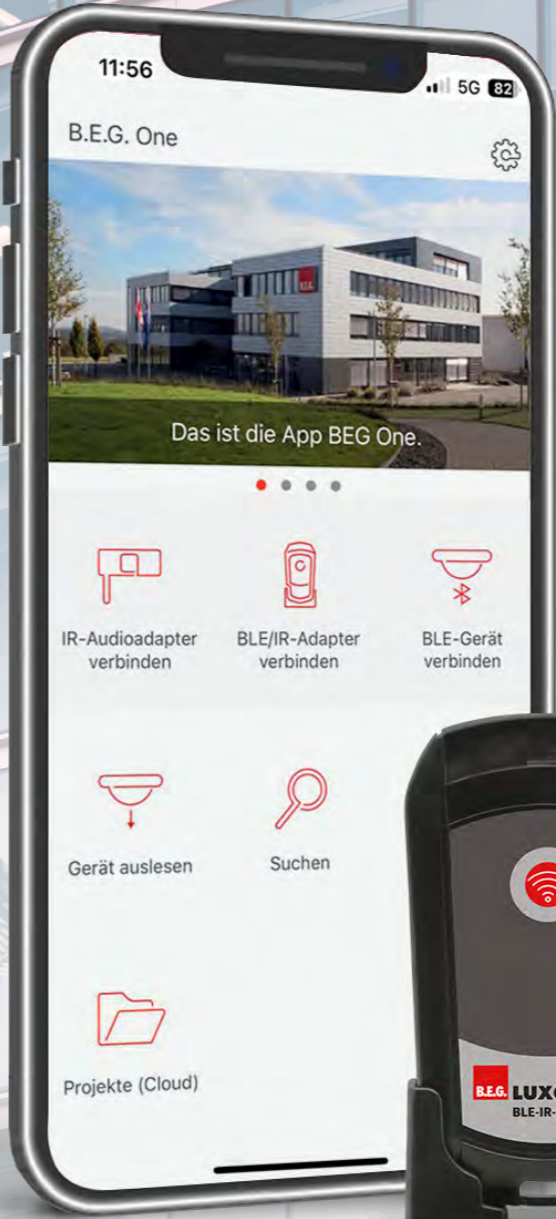 11:56
5G 82
B.E.G. One
B.E.G.
Das ist die App BEG One.
IR-Audioadapter
verbinden
BLE/IR-Adapter
verbinden
BLE-Gerät
verbinden
Gerät auslesen
Suchen
Projekte (Cloud)
B.E.G.
BLE-IR-